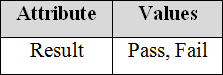 Attribute Values
Result Pass, Fail